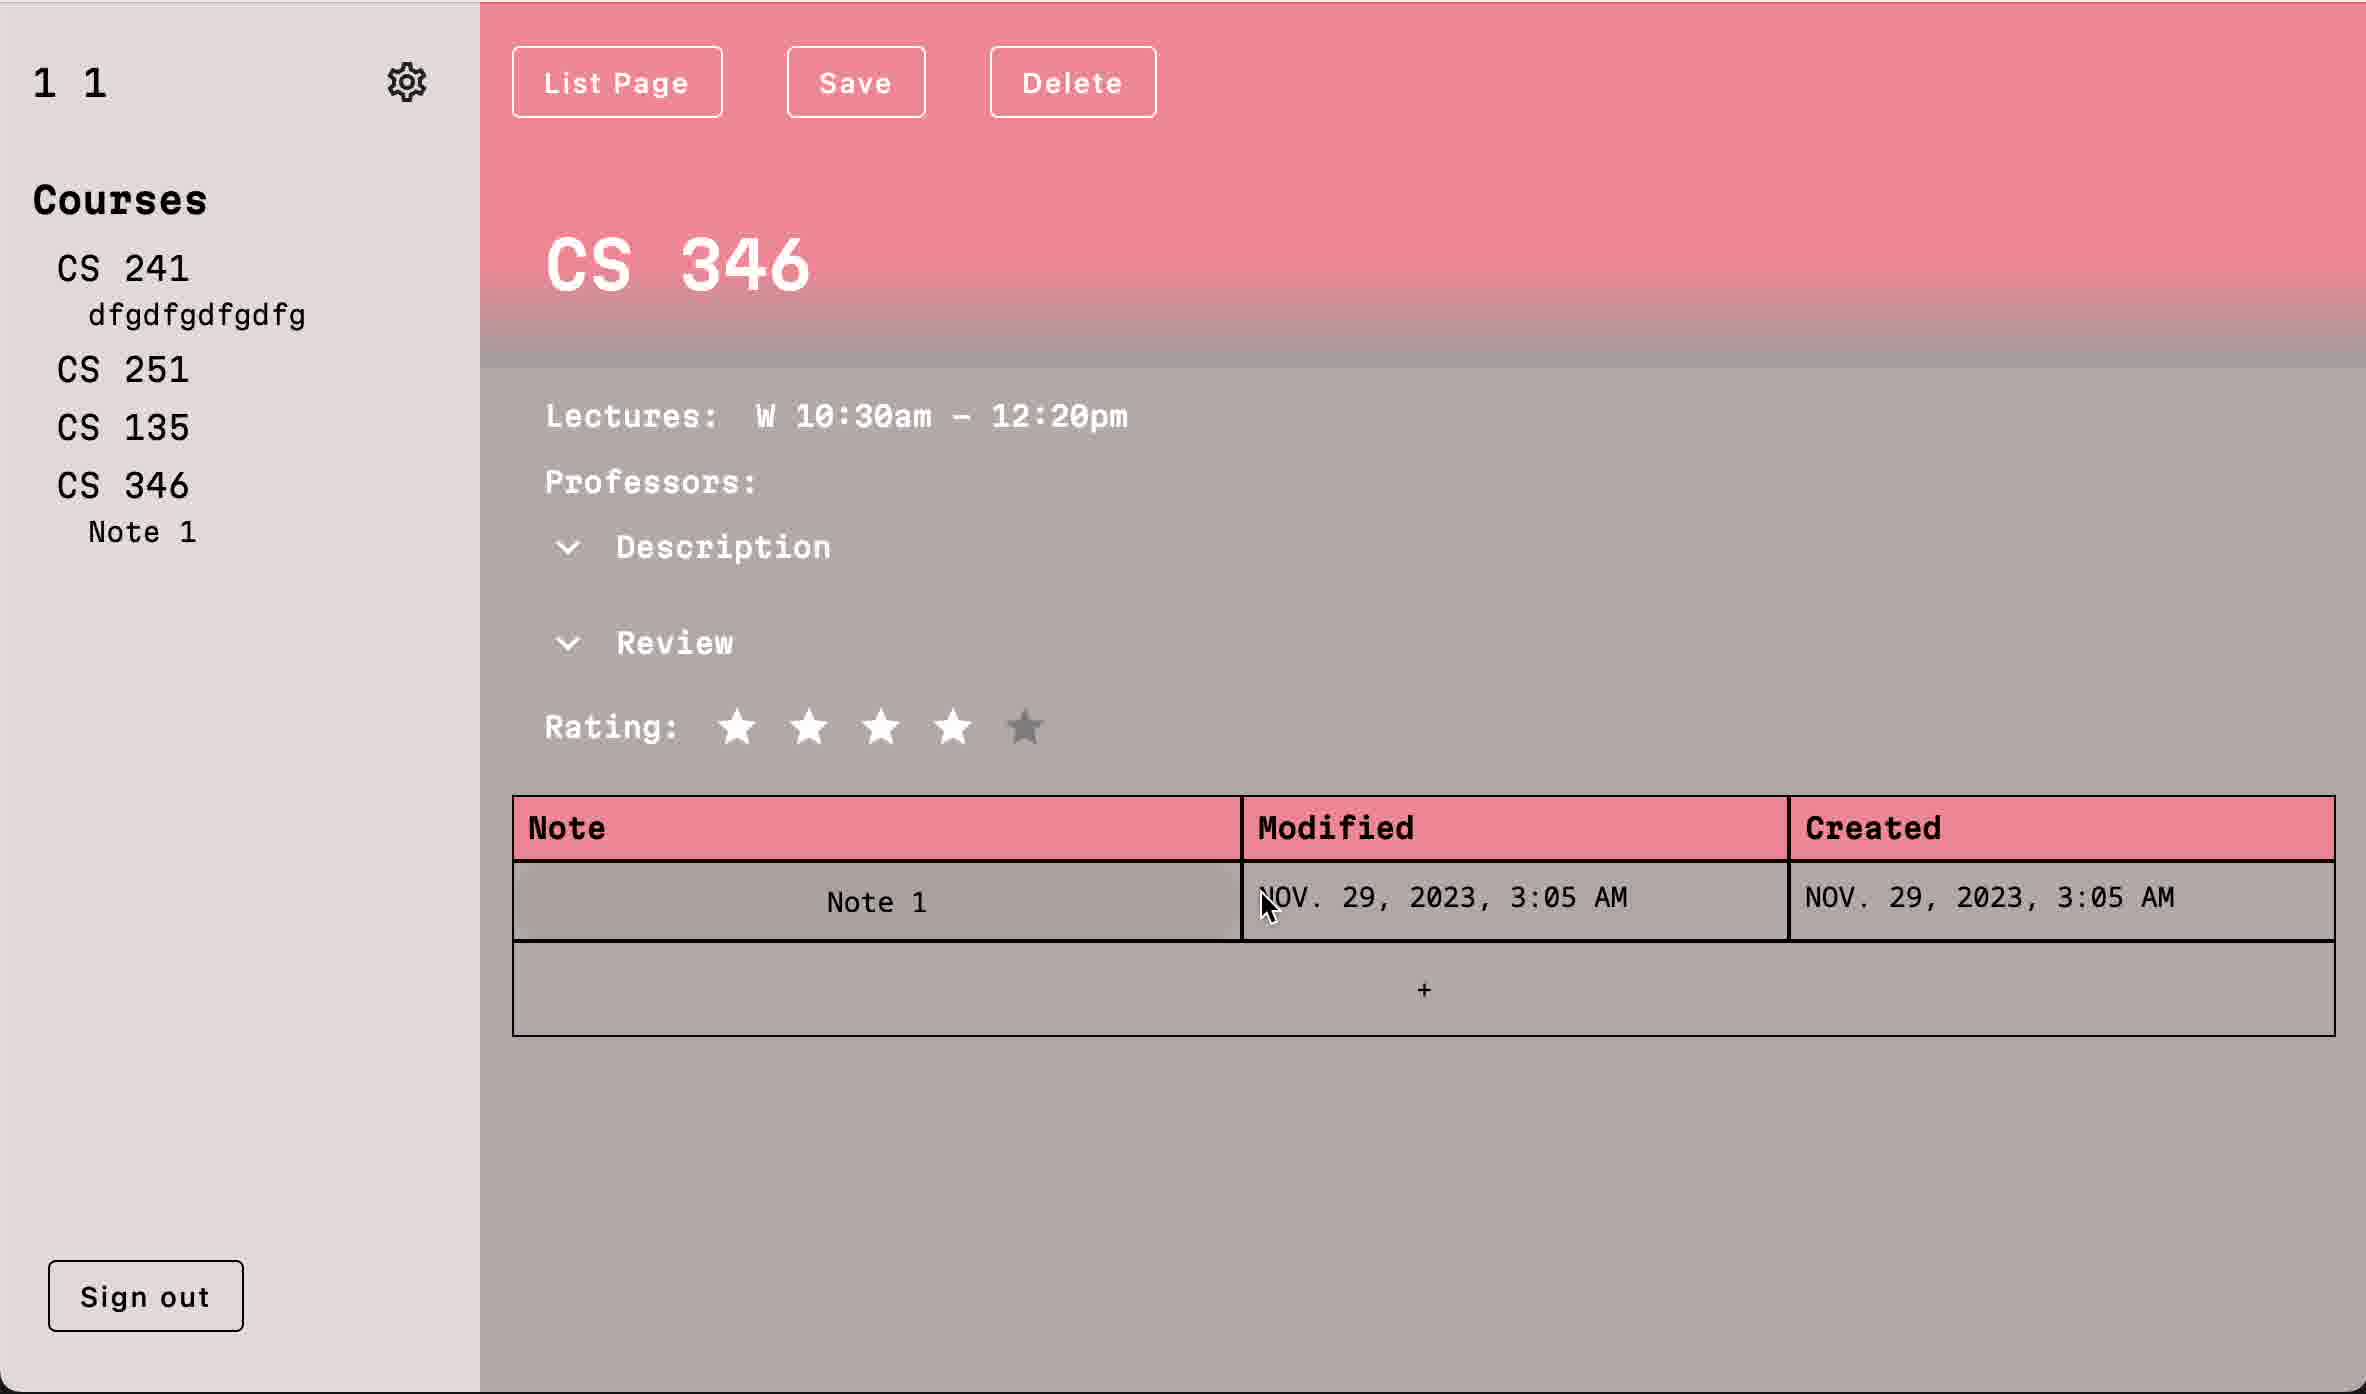 1 1
Courses
CS 241
dfgdfgdfgdfg
CS 251
CS 135
CS 346
Note 1
Sign out
List Page Save Delete
CS 346
Lectures: W 10:30am - 12:20pm
Professors:
Description
Review
Rating:
Note Modified Created
Note 1 NOV. 29, 2023, 3:05 AM NOV. 29, 2023, 3:05 AM
+